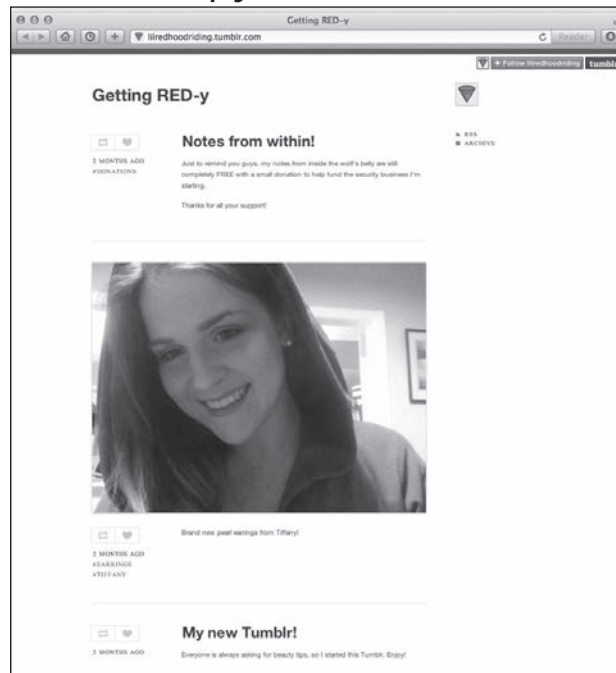 Getting RED-y
lilredhoodriding.tumblr.com
Reader
+ Follow lilredhoodriding
tumblr
Getting RED-y
RSS
ARCHIVE
2 MONTHS AGO
#DONATIONS
Notes from within!
Just to remind you guys, my notes from inside the wolf's belly are still
completely FREE with a small donation to help fund the security business I'm
starting.
Thanks for all your support!
2 MONTHS AGO
#EARRINGS
#TIFFANY
Brand new pearl earrings from Tiffany!
2 MONTHS AGO
My new Tumblr!
Everyone is always asking for beauty tips, so I started this Tumblr. Enjoy!